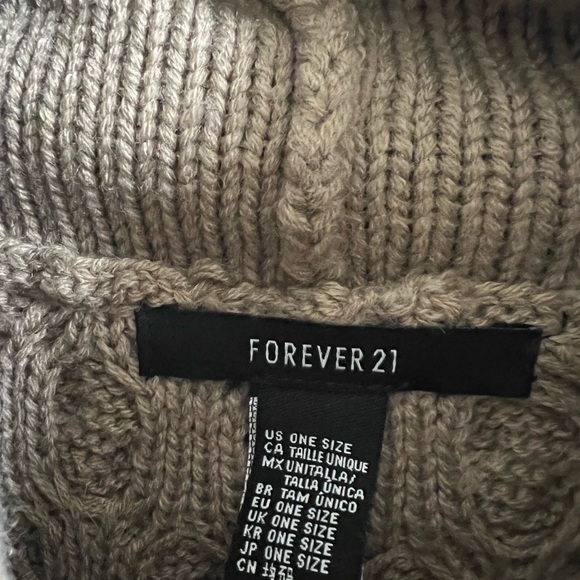 FOREVER 21
US ONE SIZE
CA TAILLE UNIQUE
MX UNITALLA/
TALLA ÚNICA
BR TAM ÚNICO
EU ONE SIZE
UK ONE SIZE
KR ONE SIZE
JP ONE SIZE
CN